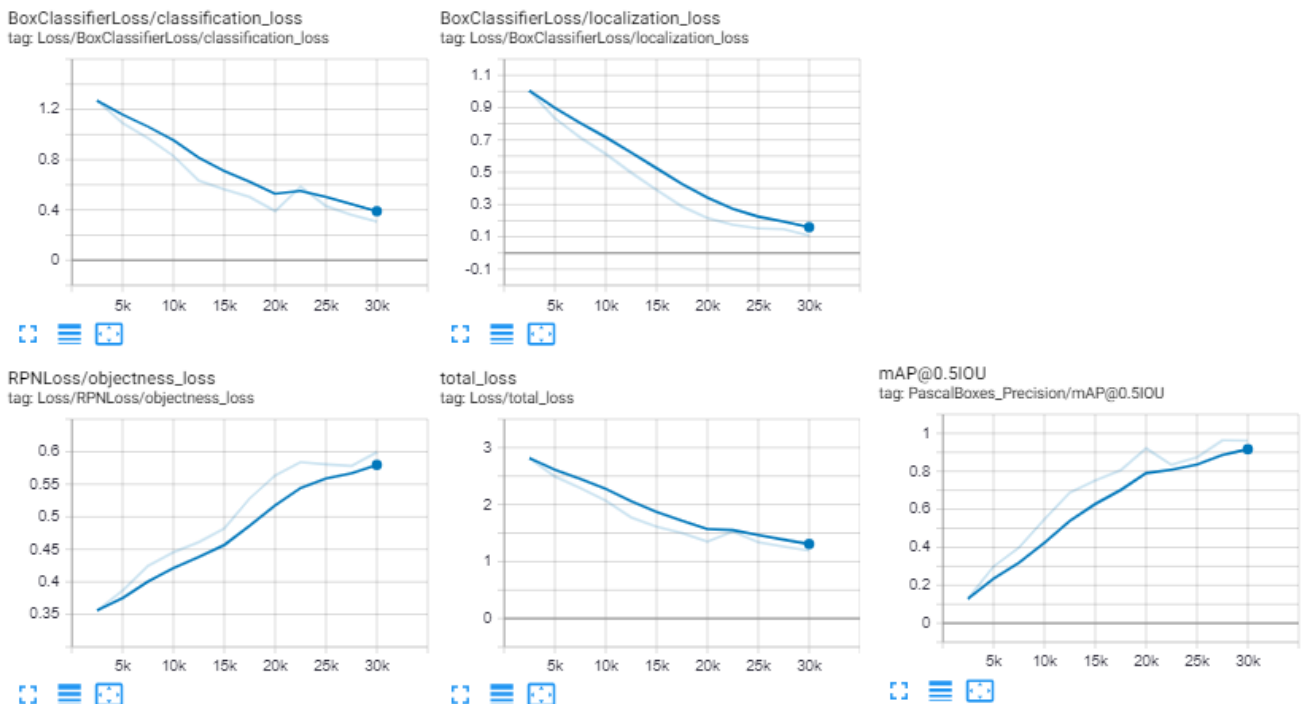 BoxClassifierLoss/classification_loss
tag: Loss/BoxClassifierLoss/classification_loss
1.2
0.8
0.4
0
5k 10k 15k 20k 25k 30k
BoxClassifierLoss/localization_loss
tag: Loss/BoxClassifierLoss/localization_loss
1.1
0.9
0.7
0.5
0.3
0.1
-0.1
5k 10k 15k 20k 25k 30k
RPNLoss/objectness_loss
tag: Loss/RPNLoss/objectness_loss
0.6
0.55
0.5
0.45
0.4
0.35
5k 10k 15k 20k 25k 30k
total_loss
tag: Loss/total_loss
3
2
1
0
5k 10k 15k 20k 25k 30k
mAP@0.5IOU
tag: PascalBoxes_Precision/mAP@0.5IOU
1
0.8
0.6
0.4
0.2
0
5k 10k 15k 20k 25k 30k